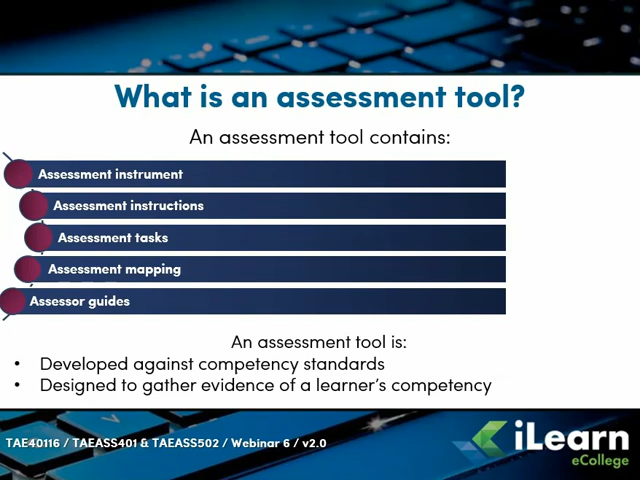 What is an assessment tool?
An assessment tool contains:
Assessment instrument
Assessment instructions
Assessment tasks
Assessment mapping
Assessor guides
An assessment tool is:
• Developed against competency standards
• Designed to gather evidence of a learner's competency
TAE40116 / TAEASS401 & TAEASS502 / Webinar 6 / v2.0
iLearn
eCollege